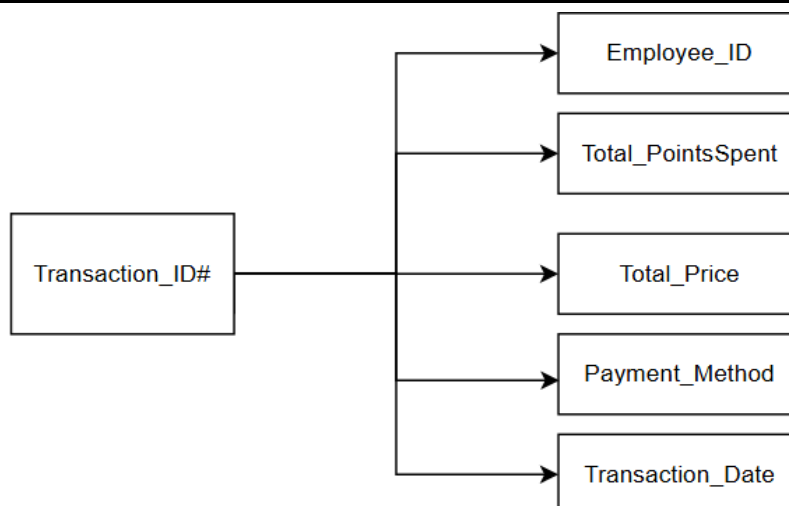 Employee_ID
Total_PointsSpent
Transaction_ID#
Total_Price
Payment_Method
Transaction_Date